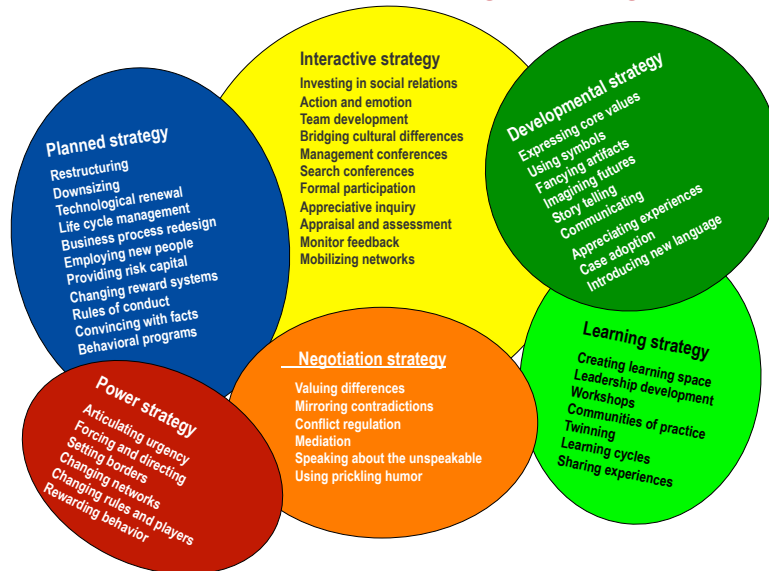 Interactive strategy
Investing in social relations
Action and emotion
Team development
Bridging cultural differences
Management conferences
Search conferences
Formal participation
Appreciative inquiry
Appraisal and assessment
Monitor feedback
Mobilizing networks
Developmental strategy
Expressing core values
Using symbols
Fancying artifacts
Imagining futures
Story telling
Communicating
Appreciating experiences
Case adoption
Introducing new language
Planned strategy
Restructuring
Downsizing
Technological renewal
Life cycle management
Business process redesign
Employing new people
Providing risk capital
Changing reward systems
Rules of conduct
Convincing with facts
Behavioral programs
Negotiation strategy
Valuing differences
Mirroring contradictions
Conflict regulation
Mediation
Speaking about the unspeakable
Using prickling humor
Learning strategy
Creating learning space
Leadership development
Workshops
Communities of practice
Twinning
Learning cycles
Sharing experiences
Power strategy
Articulating urgency
Forcing and directing
Setting borders
Changing networks
Changing rules and players
Rewarding behavior